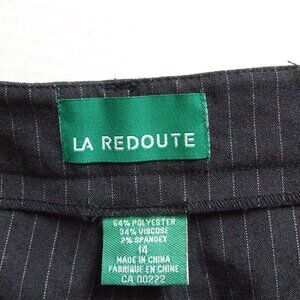 LA REDOUTE
64% POLYESTER
34% VISCOSE
2% SPANDEX
14
MADE IN CHINA
FABRIQUE EN CHINE
CA 00222